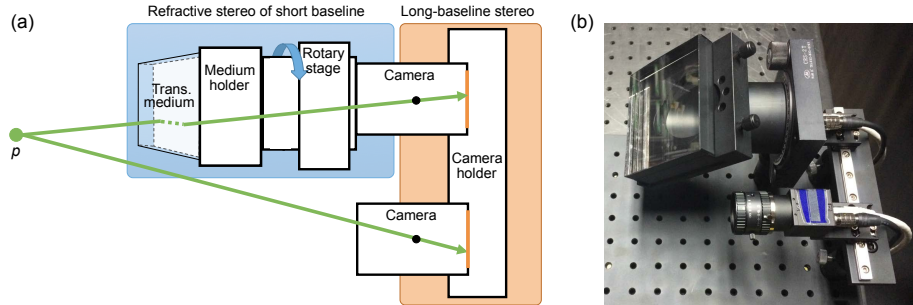 (a)
Refractive stereo of short baseline
Long-baseline stereo
(b)
Trans.
medium
Medium
holder
Rotary
stage
Camera
p
Camera
holder
Camera